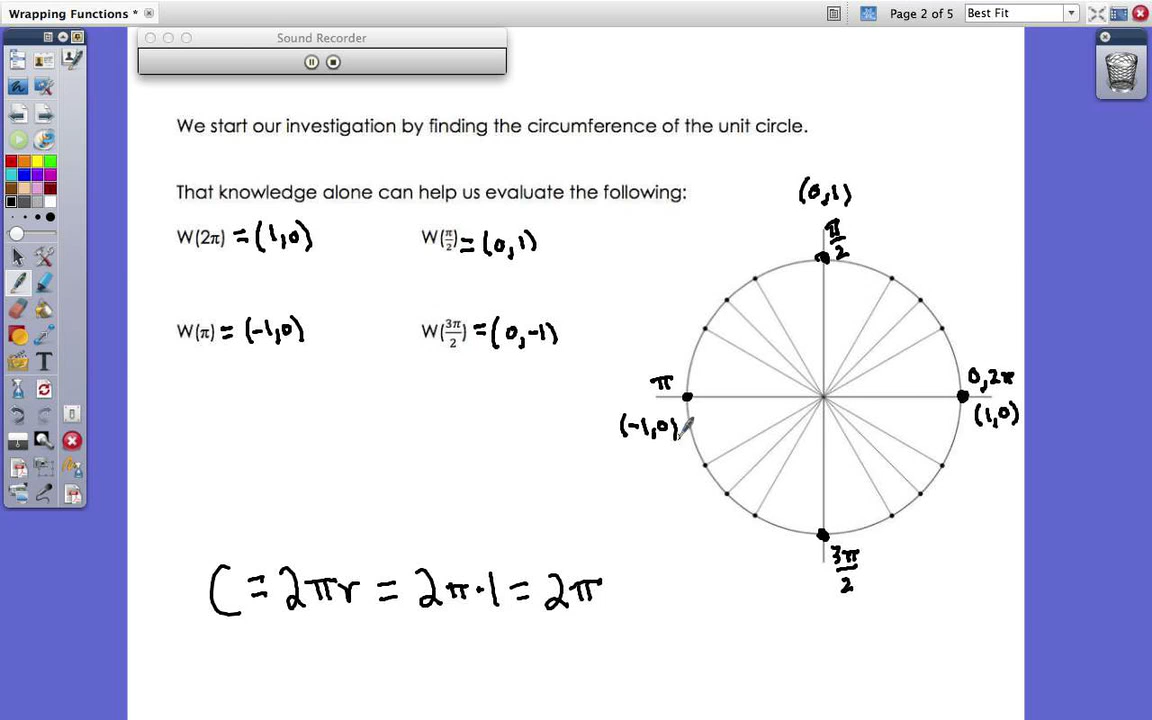 Wrapping Functions *
Page 2 of 5
Best Fit
Sound Recorder
We start our investigation by finding the circumference of the unit circle.
That knowledge alone can help us evaluate the following:
W(2π) = (1,0)
W(π/2) = (0,1)
W(π) = (-1,0)
W(3π/2) = (0,-1)
(0,1)
π/2
π
(-1,0)
0, 2π
(1,0)
3π/2
C = 2πr = 2π·1 = 2π
T